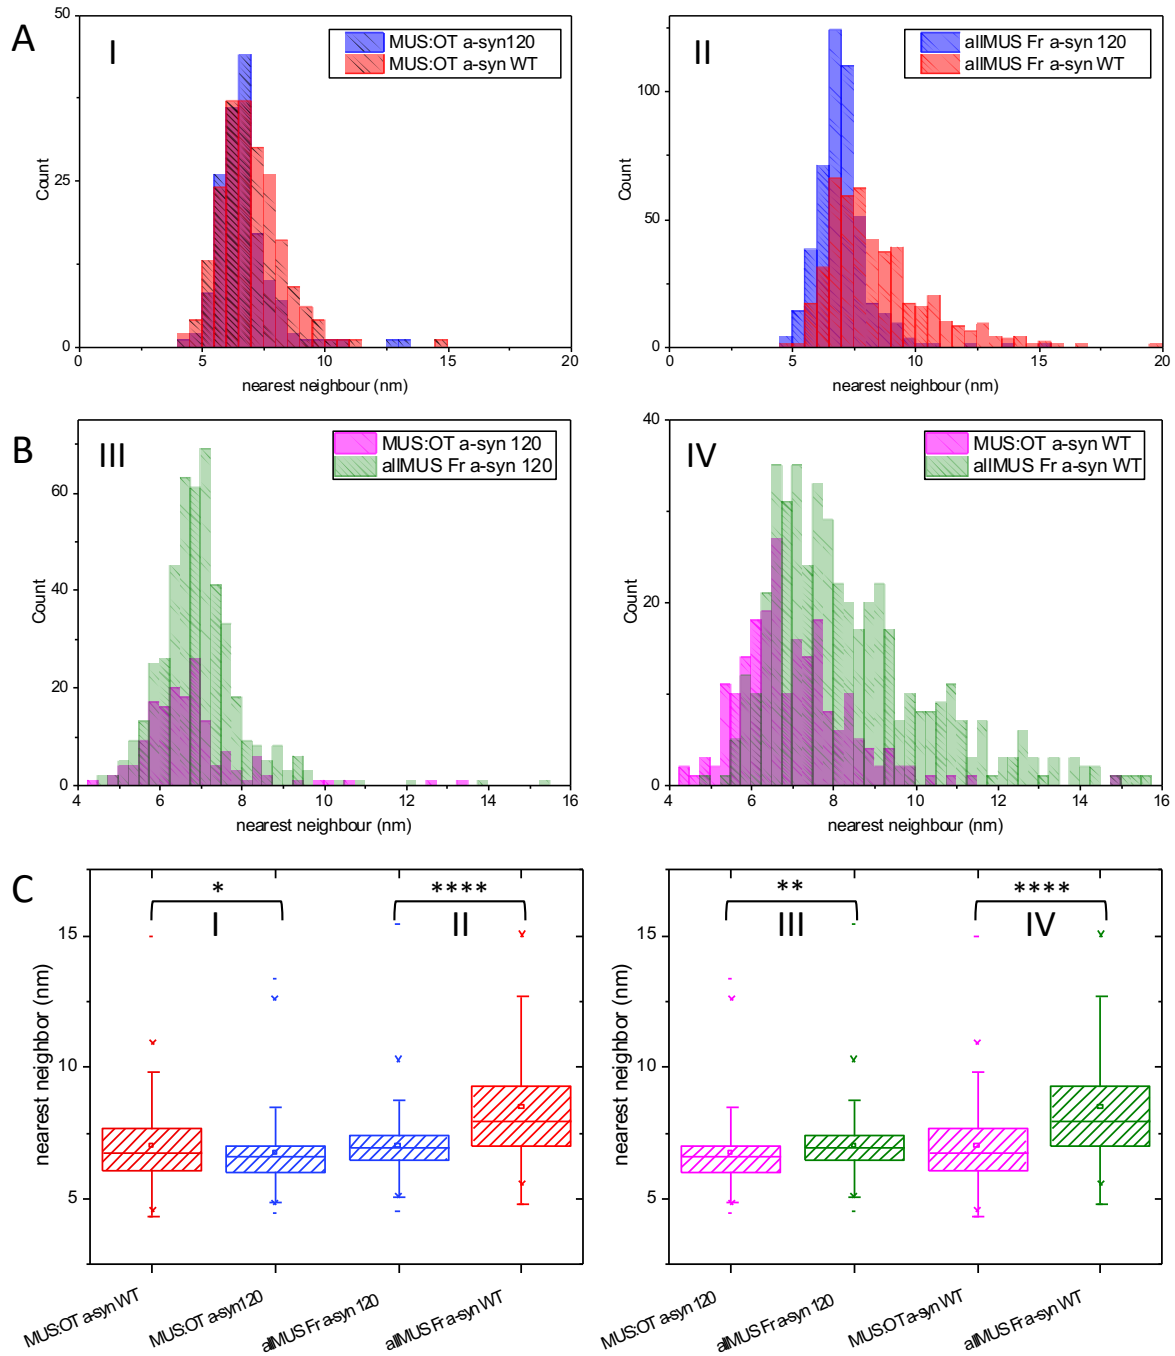 A
I
50
25
0
Count
MUS:OT a-syn120
MUS:OT a-syn WT
0 5 10 15 20
nearest neighbour (nm)
II
100
50
0
Count
allMUS Fr a-syn 120
allMUS Fr a-syn WT
0 5 10 15 20
nearest neighbour (nm)
B
III
60
40
20
0
Count
MUS:OT a-syn 120
allMUS Fr a-syn 120
4 6 8 10 12 14 16
nearest neighbour (nm)
IV
40
20
0
Count
MUS:OT a-syn WT
allMUS Fr a-syn WT
4 6 8 10 12 14 16
nearest neighbour (nm)
C
* ****
I II
15
10
5
nearest neighbor (nm)
MUS:OT a-syn WT
MUS:OT a-syn120
allMUS Fr a-syn 120
allMUS Fr a-syn WT
** ****
III IV
15
10
5
nearest neighbor (nm)
MUS:OT a-syn 120
allMUS Fr a-syn 120
MUS:OT a-syn WT
allMUS Fr a-syn WT